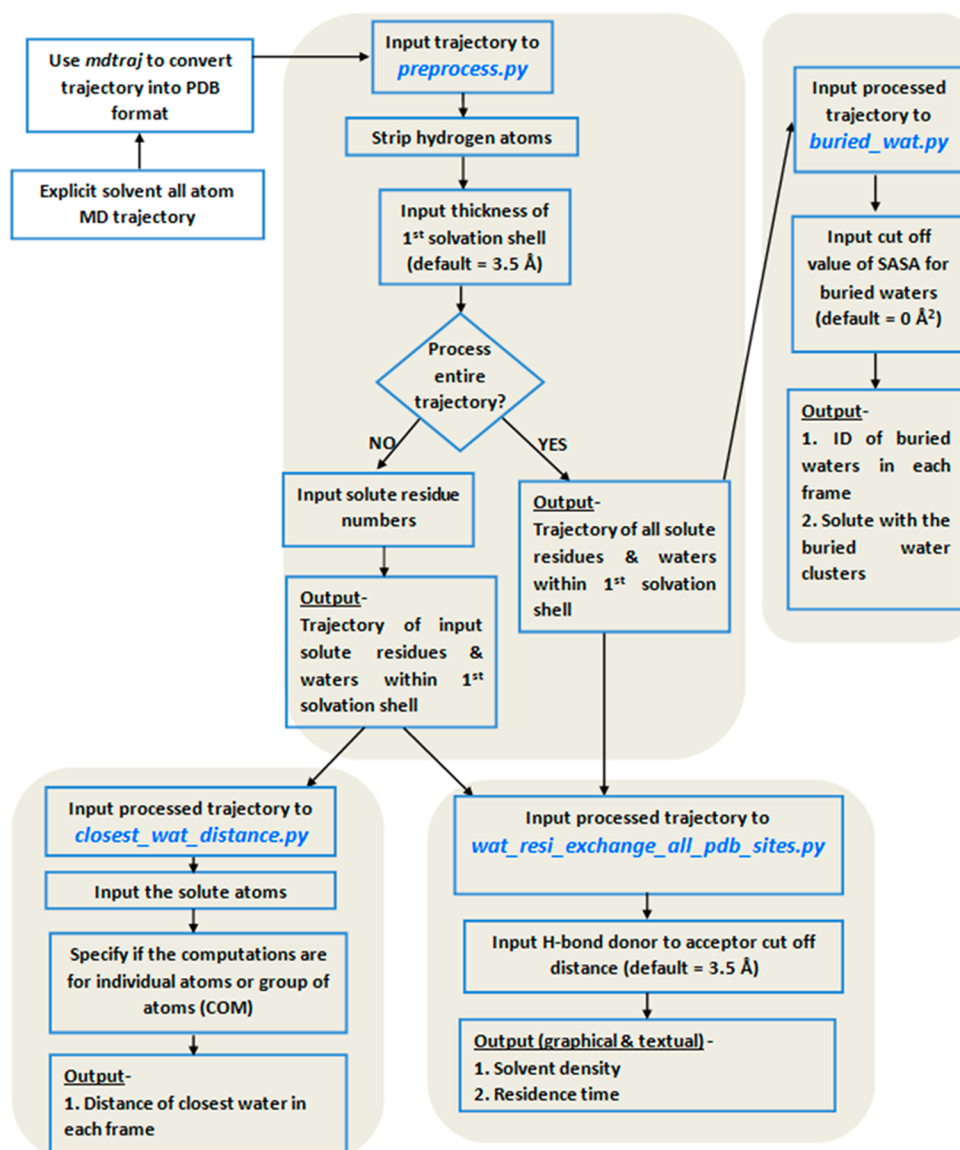 Use mdtraj to convert
trajectory into PDB
format
Explicit solvent all atom
MD trajectory
Input trajectory to
preprocess.py
Strip hydrogen atoms
Input thickness of
1st solvation shell
(default = 3.5 Å)
Process
entire
trajectory?
NO
YES
Input solute residue
numbers
Output-
Trajectory of input
solute residues &
waters within 1st
solvation shell
Output-
Trajectory of all solute
residues & waters
within 1st solvation
shell
Input processed
trajectory to
buried_wat.py
Input cut off
value of SASA for
buried waters
(default = 0 Å²)
Output-
1. ID of buried
waters in each
frame
2. Solute with the
buried water
clusters
Input processed trajectory to
closest_wat_distance.py
Input the solute atoms
Specify if the computations are
for individual atoms or group of
atoms (COM)
Output-
1. Distance of closest water in
each frame
Input processed trajectory to
wat_resi_exchange_all_pdb_sites.py
Input H-bond donor to acceptor cut off
distance (default = 3.5 Å)
Output (graphical & textual) -
1. Solvent density
2. Residence time